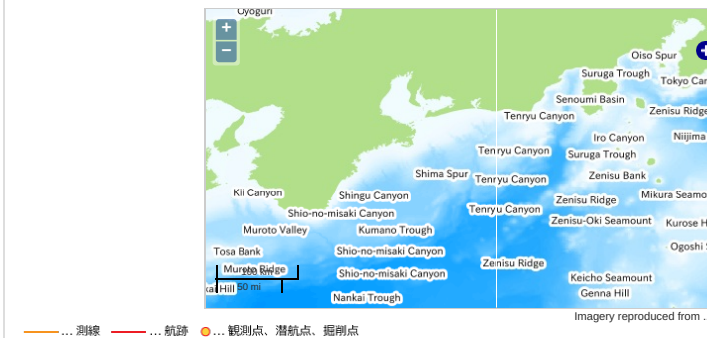 Oyoguri
+
−
Oiso Spur
Suruga Trough
Tokyo Can
Senoumi Basin
Zenisu Ridge
Tenryu Canyon
Iro Canyon
Niijima
Tenryu Canyon
Suruga Trough
Shima Spur
Zenisu Bank
Tenryu Canyon
Kii Canyon
Shingu Canyon
Mikura Seamo
Zenisu Ridge
Shio-no-misaki Canyon
Tenryu Canyon
Zenisu-Oki Seamount
Kurose H
Muroto Valley
Kumano Trough
Ogoshi S
Tosa Bank
Shio-no-misaki Canyon
Zenisu Ridge
Muroto Ridge
100 km
Shio-no-misaki Canyon
Keicho Seamount
kai Hill
50 mi
Genna Hill
Nankai Trough
Imagery reproduced from .
... 測線 ... 航跡 ... 観測点、潜航点、掘削点